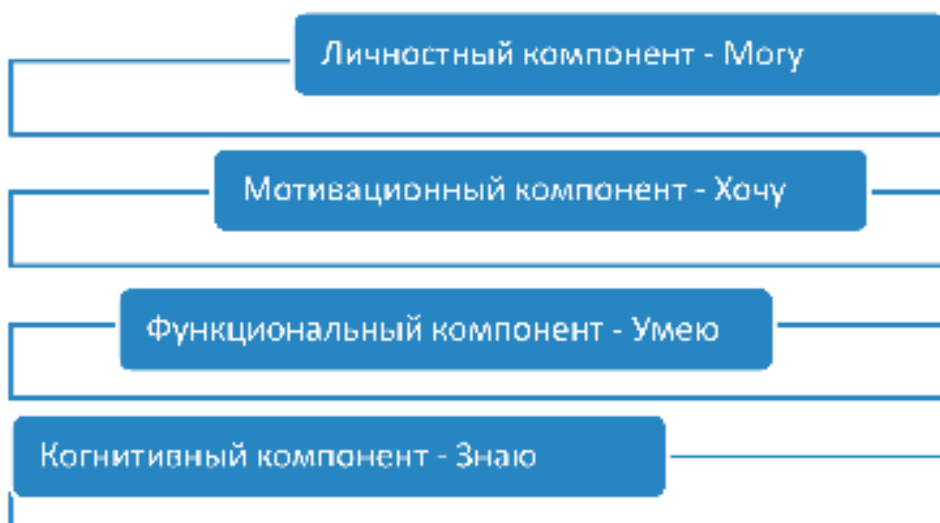 Личностный компонент - Могу
Мотивационный компонент - Хочу
Функциональный компонент - Умею
Когнитивный компонент - Знаю